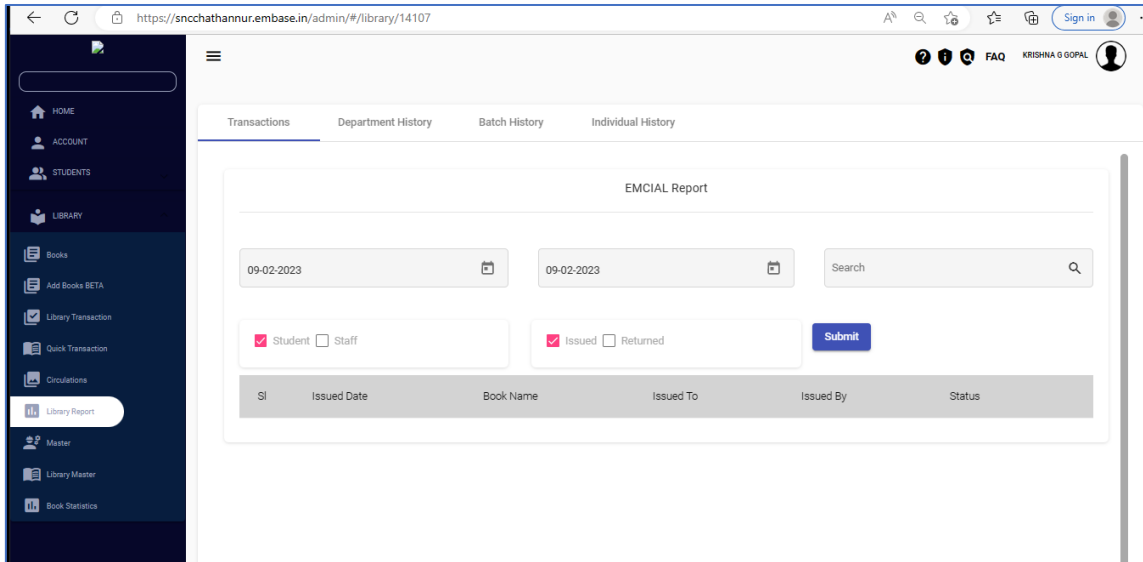 https://sncchathannur.embase.in/admin/#/library/14107
Sign in
FAQ KRISHNA G GOPAL
HOME
ACCOUNT
STUDENTS
LIBRARY
Books
Add Books BETA
Library Transaction
Quick Transaction
Circulations
Library Report
Master
Library Master
Book Statistics
Transactions Department History Batch History Individual History
EMCIAL Report
09-02-2023 09-02-2023 Search
Student Staff Issued Returned Submit
Sl Issued Date Book Name Issued To Issued By Status